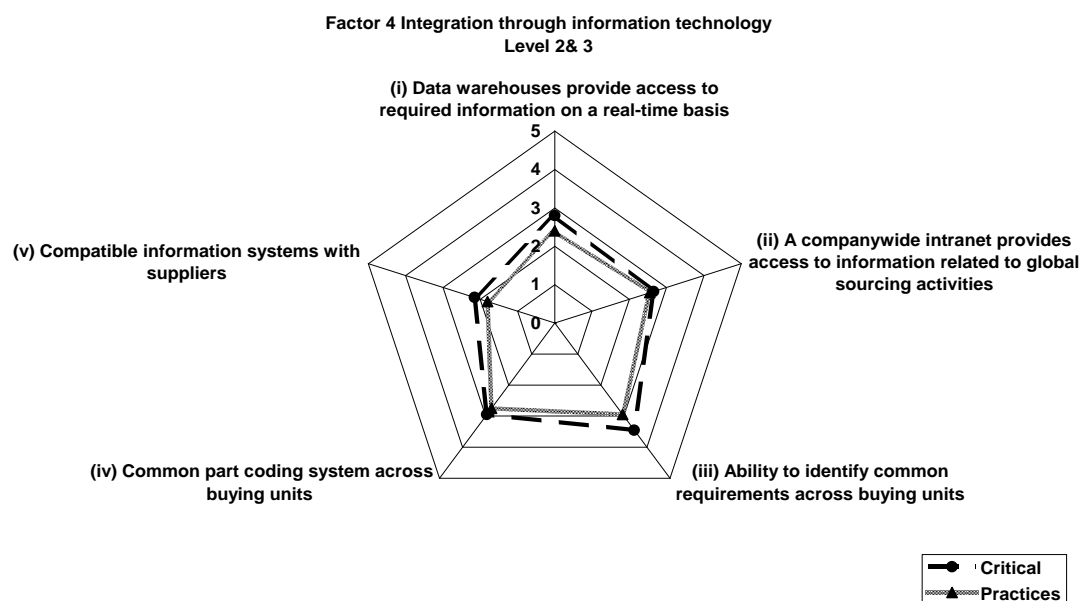 Factor 4 Integration through information technology
Level 2& 3
(i) Data warehouses provide access to
required information on a real-time basis
5
4
3
2
1
0
(ii) A companywide intranet provides
access to information related to global
sourcing activities
(v) Compatible information systems with
suppliers
(iv) Common part coding system across
buying units
(iii) Ability to identify common
requirements across buying units
Critical
Practices